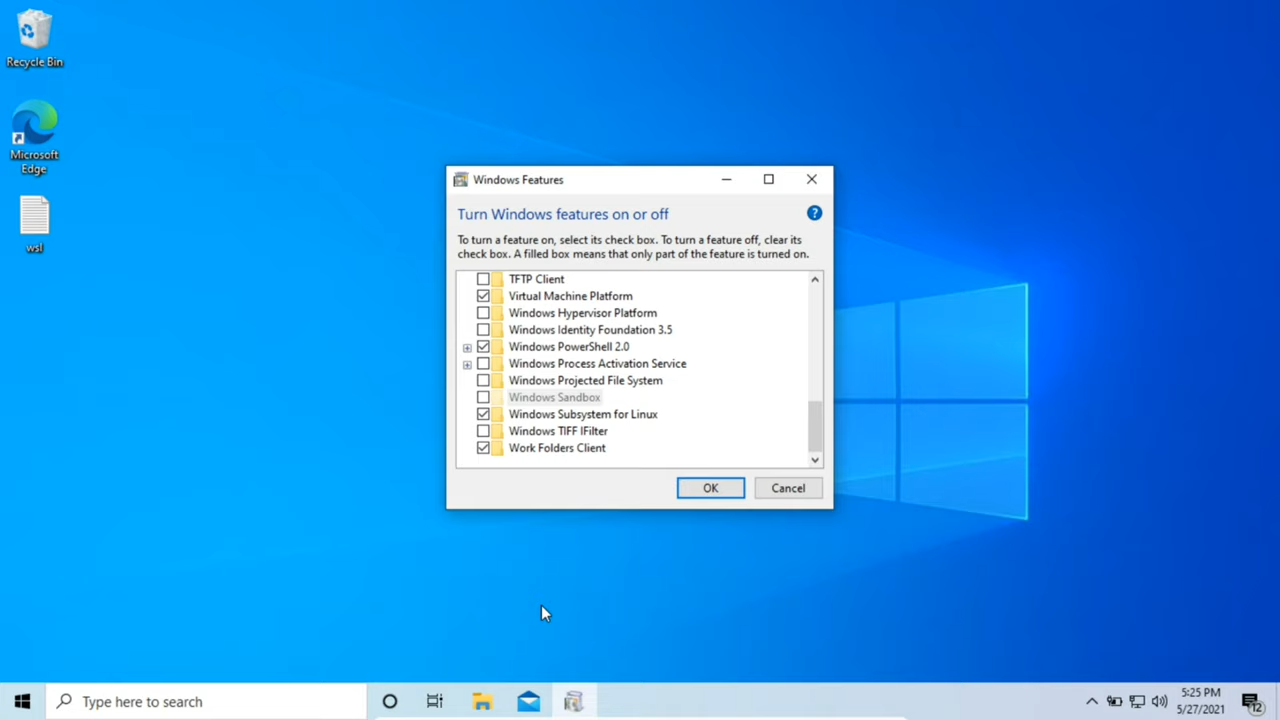 Recycle Bin
Microsoft
Edge
wsl
Windows Features
Turn Windows features on or off
?
To turn a feature on, select its check box. To turn a feature off, clear its
check box. A filled box means that only part of the feature is turned on.
TFTP Client
Virtual Machine Platform
Windows Hypervisor Platform
Windows Identity Foundation 3.5
Windows PowerShell 2.0
Windows Process Activation Service
Windows Projected File System
Windows Sandbox
Windows Subsystem for Linux
Windows TIFF IFilter
Work Folders Client
OK
Cancel
Type here to search
5:25 PM
5/27/2021
12